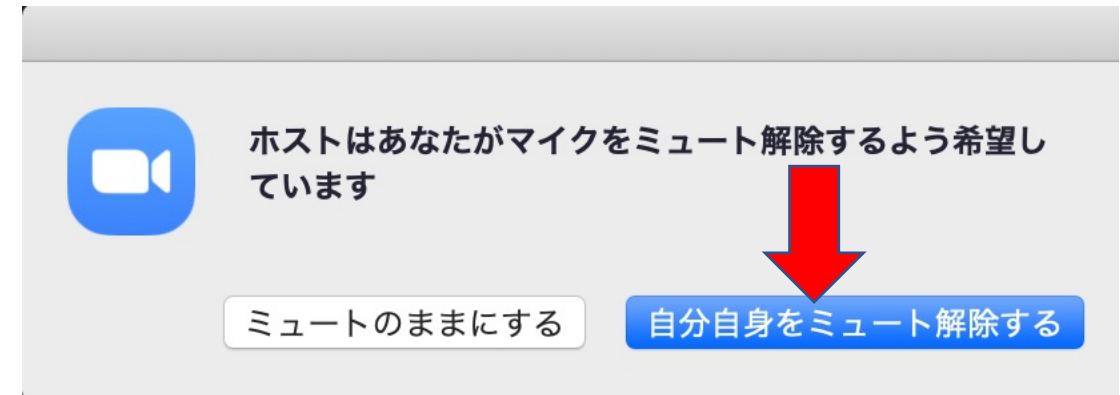 ホストはあなたがマイクをミュート解除するよう希望し
ています
ミュートのままにする
自分自身をミュート解除する